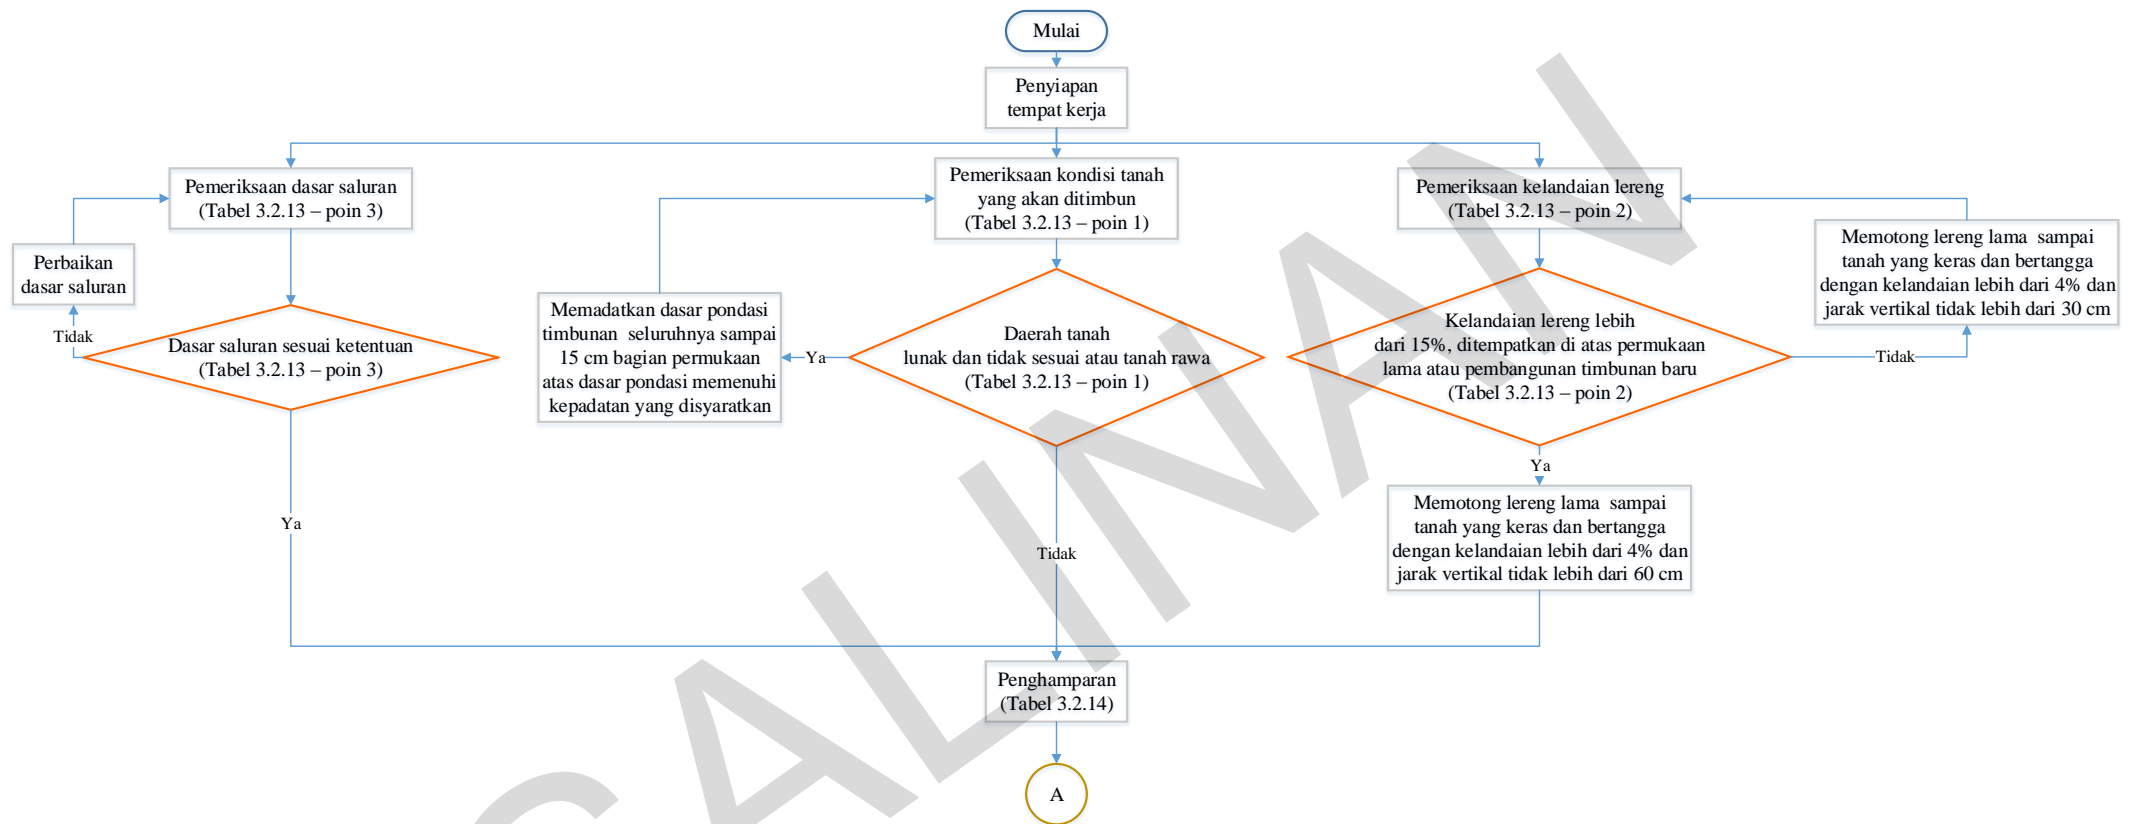 Mulai
Penyiapan
tempat kerja
Pemeriksaan dasar saluran
(Tabel 3.2.13 – poin 3)
Perbaikan
dasar saluran
Tidak
Dasar saluran sesuai ketentuan
(Tabel 3.2.13 – poin 3)
Ya
Pemeriksaan kondisi tanah
yang akan ditimbun
(Tabel 3.2.13 – poin 1)
Memadatkan dasar pondasi
timbunan seluruhnya sampai
15 cm bagian permukaan
atas dasar pondasi memenuhi
kepadatan yang disyaratkan
Ya
Daerah tanah
lunak dan tidak sesuai atau tanah rawa
(Tabel 3.2.13 – poin 1)
Tidak
Pemeriksaan kelandaian lereng
(Tabel 3.2.13 – poin 2)
Memotong lereng lama sampai
tanah yang keras dan bertangga
dengan kelandaian lebih dari 4% dan
jarak vertikal tidak lebih dari 30 cm
Kelandaian lereng lebih
dari 15%, ditempatkan di atas permukaan
lama atau pembangunan timbunan baru
(Tabel 3.2.13 – poin 2)
Tidak
Ya
Memotong lereng lama sampai
tanah yang keras dan bertangga
dengan kelandaian lebih dari 4% dan
jarak vertikal tidak lebih dari 60 cm
Penghamparan
(Tabel 3.2.14)
A
SALINAN